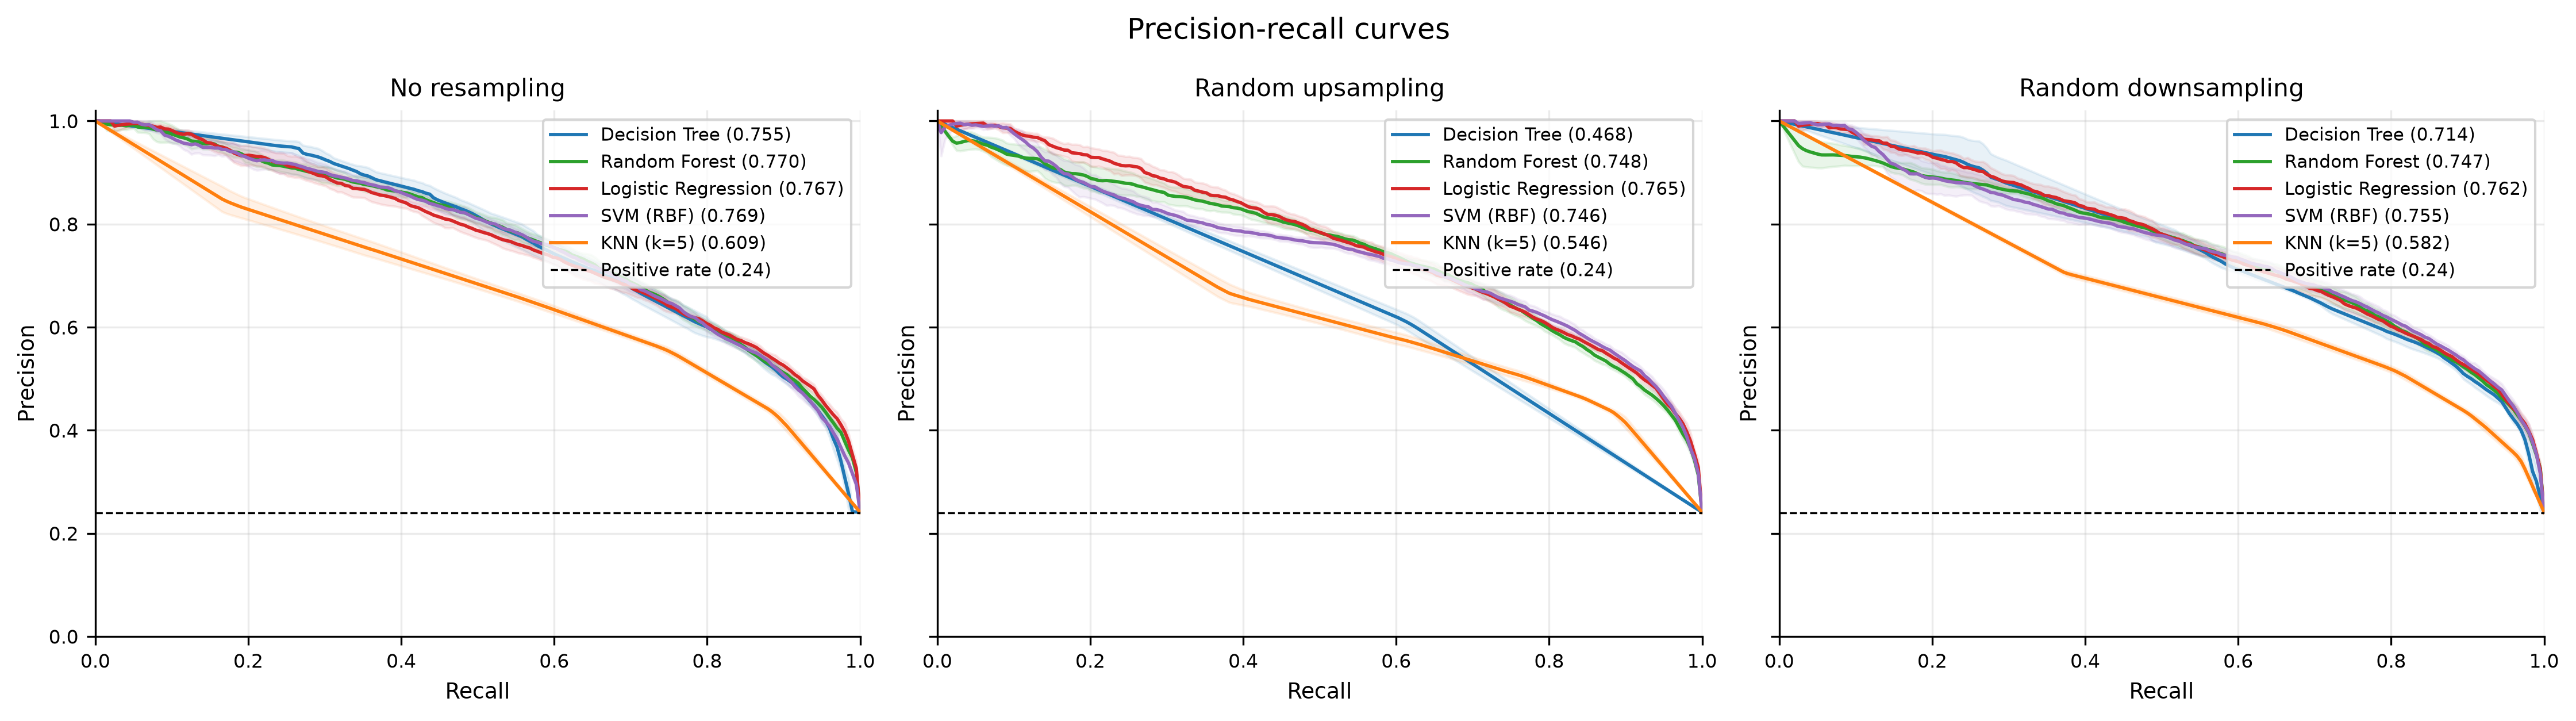 Precision-recall curves
No resampling
Decision Tree (0.755)
Random Forest (0.770)
Logistic Regression (0.767)
SVM (RBF) (0.769)
KNN (k=5) (0.609)
Positive rate (0.24)
Precision
1.0
0.8
0.6
0.4
0.2
0.0
0.0 0.2 0.4 0.6 0.8 1.0
Recall
Random upsampling
Decision Tree (0.468)
Random Forest (0.748)
Logistic Regression (0.765)
SVM (RBF) (0.746)
KNN (k=5) (0.546)
Positive rate (0.24)
Precision
0.0 0.2 0.4 0.6 0.8 1.0
Recall
Random downsampling
Decision Tree (0.714)
Random Forest (0.747)
Logistic Regression (0.762)
SVM (RBF) (0.755)
KNN (k=5) (0.582)
Positive rate (0.24)
Precision
0.0 0.2 0.4 0.6 0.8 1.0
Recall